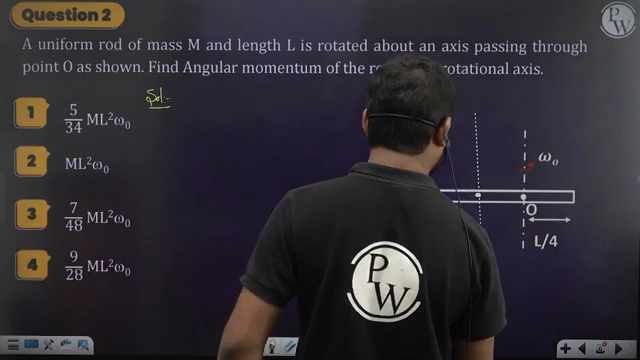 Question 2
A uniform rod of mass M and length L is rotated about an axis passing through
point O as shown. Find Angular momentum of the rotational axis.
Sol:-
1 5/34 ML²ω₀
2 ML²ω₀
3 7/48 ML²ω₀
4 9/28 ML²ω₀
ωₒ
O
L/4
PW
PW